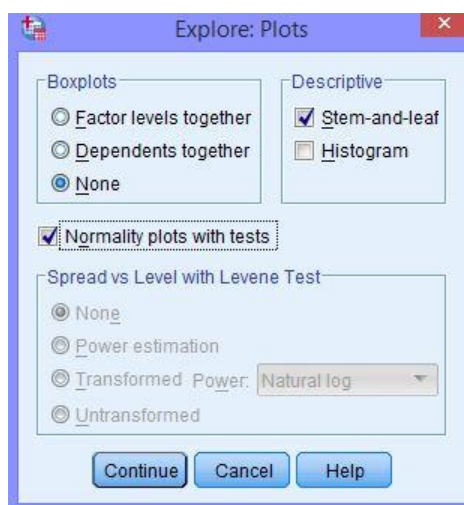 Explore: Plots
Boxplots
Factor levels together
Dependents together
None
Descriptive
Stem-and-leaf
Histogram
Normality plots with tests
Spread vs Level with Levene Test
None
Power estimation
Transformed Power: Natural log
Untransformed
Continue Cancel Help